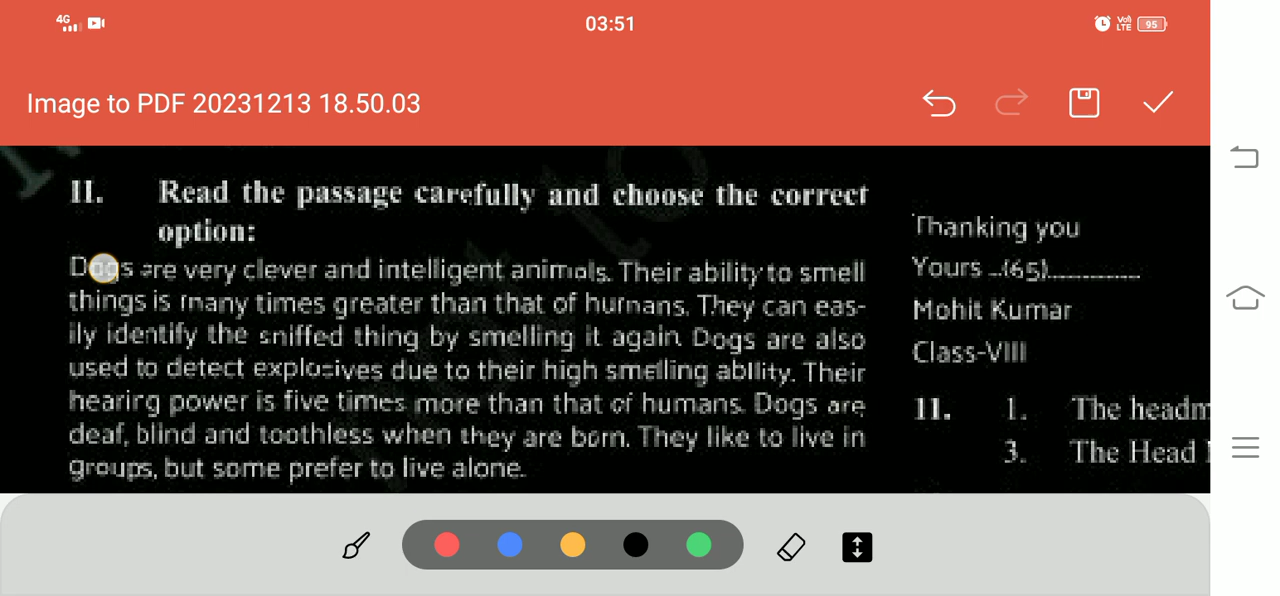 4G
03:51
VoD LTE 95
Image to PDF 20231213 18.50.03
II. Read the passage carefully and choose the correct
option:
Dogs are very clever and intelligent animals. Their ability to smell
things is many times greater than that of humans. They can eas-
ily identify the sniffed thing by smelling it again. Dogs are also
used to detect explosives due to their high smelling ability. Their
hearing power is five times more than that of humans. Dogs are
deaf, blind and toothless when they are born. They like to live in
groups, but some prefer to live alone.
Thanking you
Yours ...(65)..............
Mohit Kumar
Class-VIII
11. 1. The headm
3. The Head